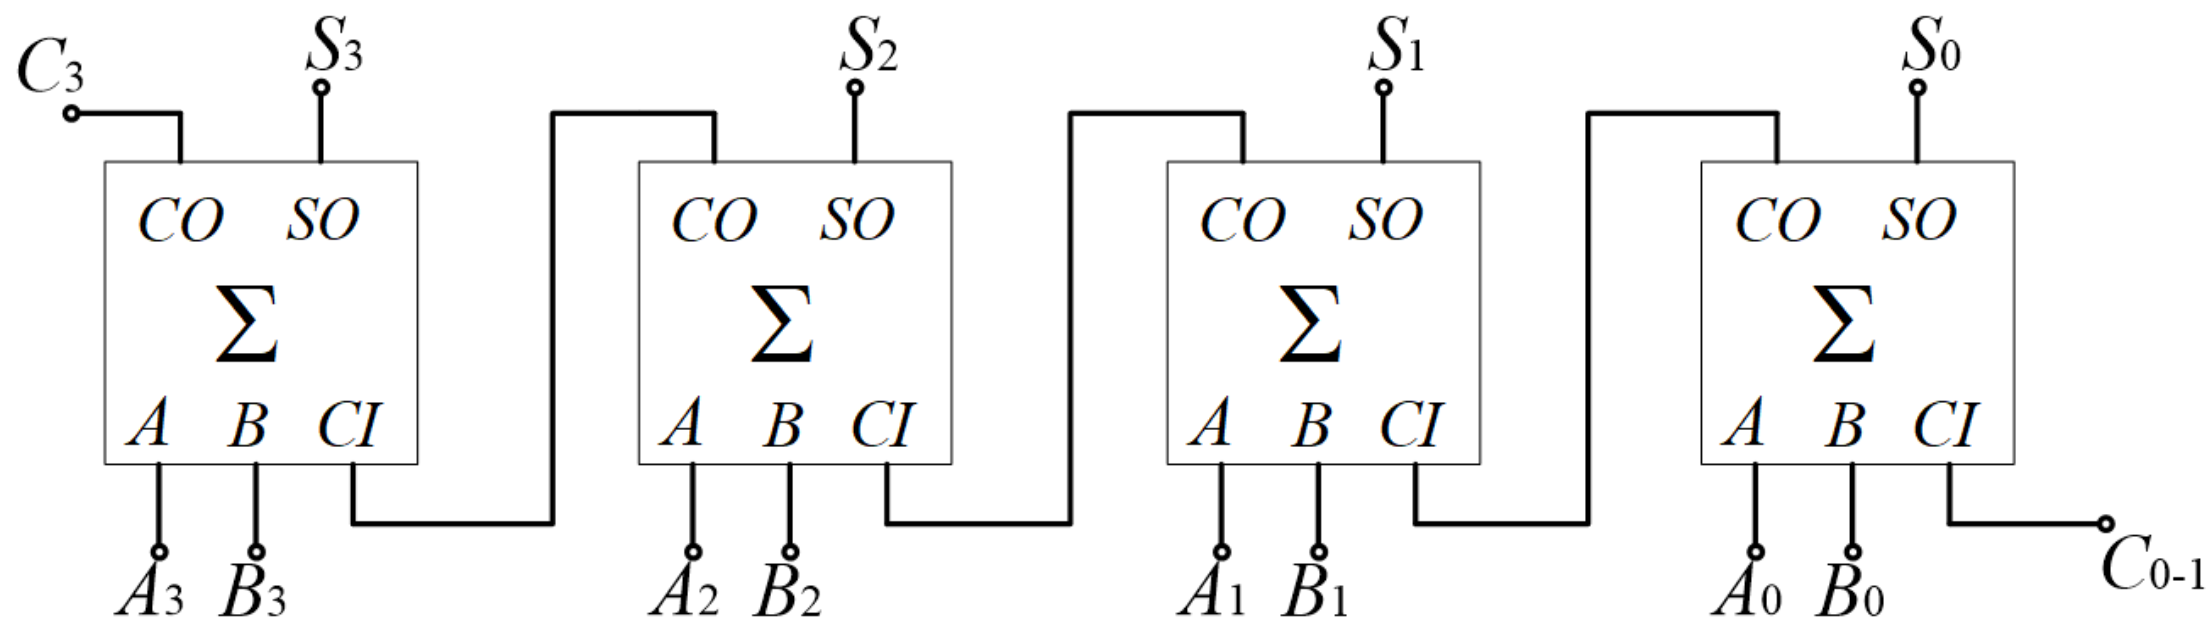 C3 S3 S2 S1 S0
CO SO CO SO CO SO CO SO
Σ Σ Σ Σ
A B CI A B CI A B CI A B CI
A3 B3 A2 B2 A1 B1 A0 B0 C0-1